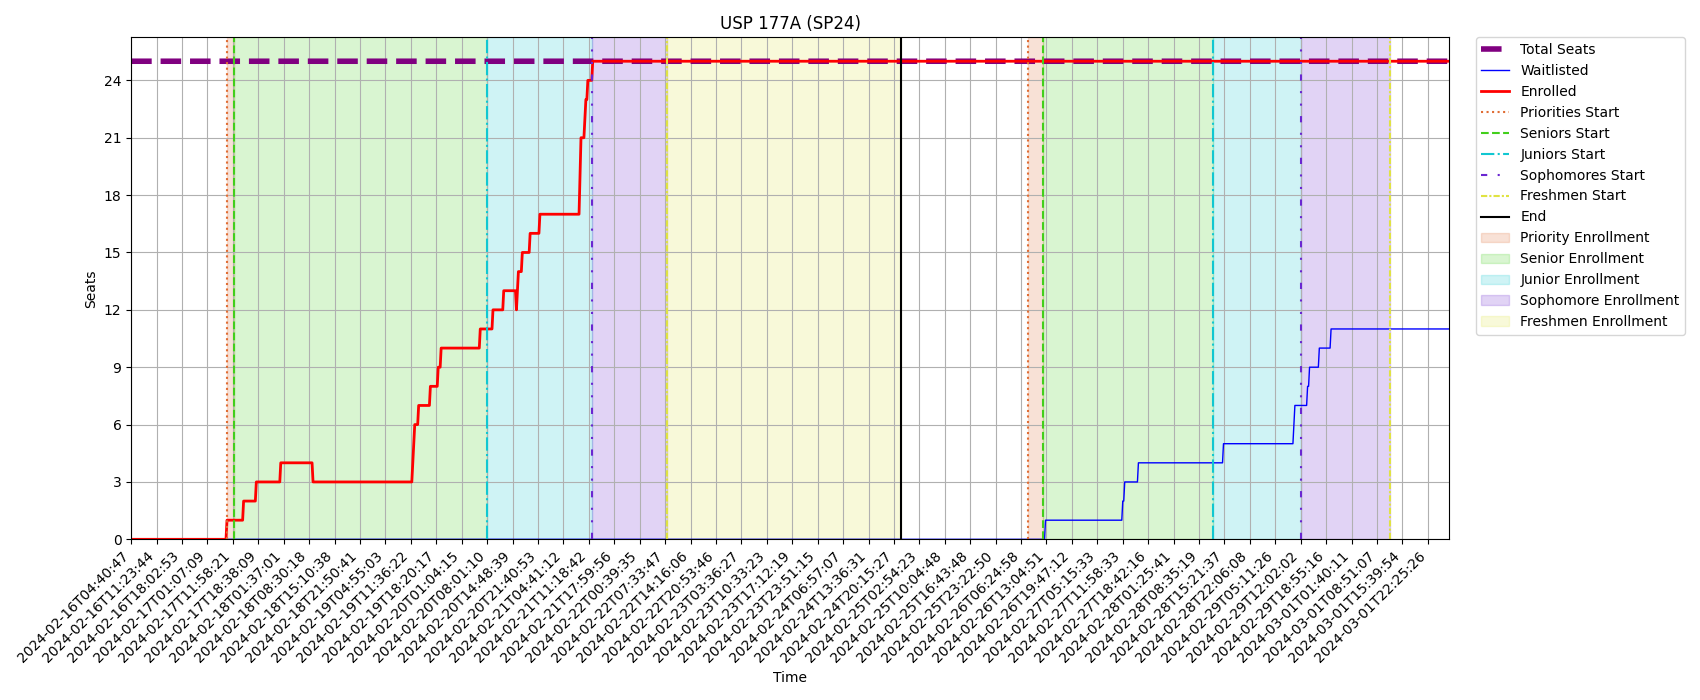 USP 177A (SP24)
Seats
24
21
18
15
12
9
6
3
0
2024-02-16T04:40:47
2024-02-16T11:23:44
2024-02-16T18:02:53
2024-02-17T01:07:09
2024-02-17T11:58:21
2024-02-17T18:38:09
2024-02-18T01:37:01
2024-02-18T08:30:18
2024-02-18T15:10:38
2024-02-18T21:50:41
2024-02-19T04:55:03
2024-02-19T11:36:22
2024-02-19T18:20:17
2024-02-20T01:04:15
2024-02-20T08:01:10
2024-02-20T14:48:39
2024-02-20T21:40:53
2024-02-21T04:41:12
2024-02-21T11:18:42
2024-02-21T17:59:56
2024-02-22T00:39:35
2024-02-22T07:33:47
2024-02-22T14:16:06
2024-02-22T20:53:46
2024-02-23T03:36:27
2024-02-23T10:33:23
2024-02-23T17:12:19
2024-02-23T23:51:15
2024-02-24T06:57:07
2024-02-24T13:36:31
2024-02-24T20:15:27
2024-02-25T02:54:23
2024-02-25T10:04:48
2024-02-25T16:43:48
2024-02-25T23:22:50
2024-02-26T06:24:58
2024-02-26T13:04:51
2024-02-26T19:47:12
2024-02-27T05:15:33
2024-02-27T11:58:33
2024-02-27T18:42:16
2024-02-28T01:25:41
2024-02-28T08:35:19
2024-02-28T15:21:37
2024-02-28T22:06:08
2024-02-29T05:11:26
2024-02-29T12:02:02
2024-02-29T18:55:16
2024-03-01T01:40:11
2024-03-01T08:51:07
2024-03-01T15:39:54
2024-03-01T22:25:26
Time
Total Seats
Waitlisted
Enrolled
Priorities Start
Seniors Start
Juniors Start
Sophomores Start
Freshmen Start
End
Priority Enrollment
Senior Enrollment
Junior Enrollment
Sophomore Enrollment
Freshmen Enrollment